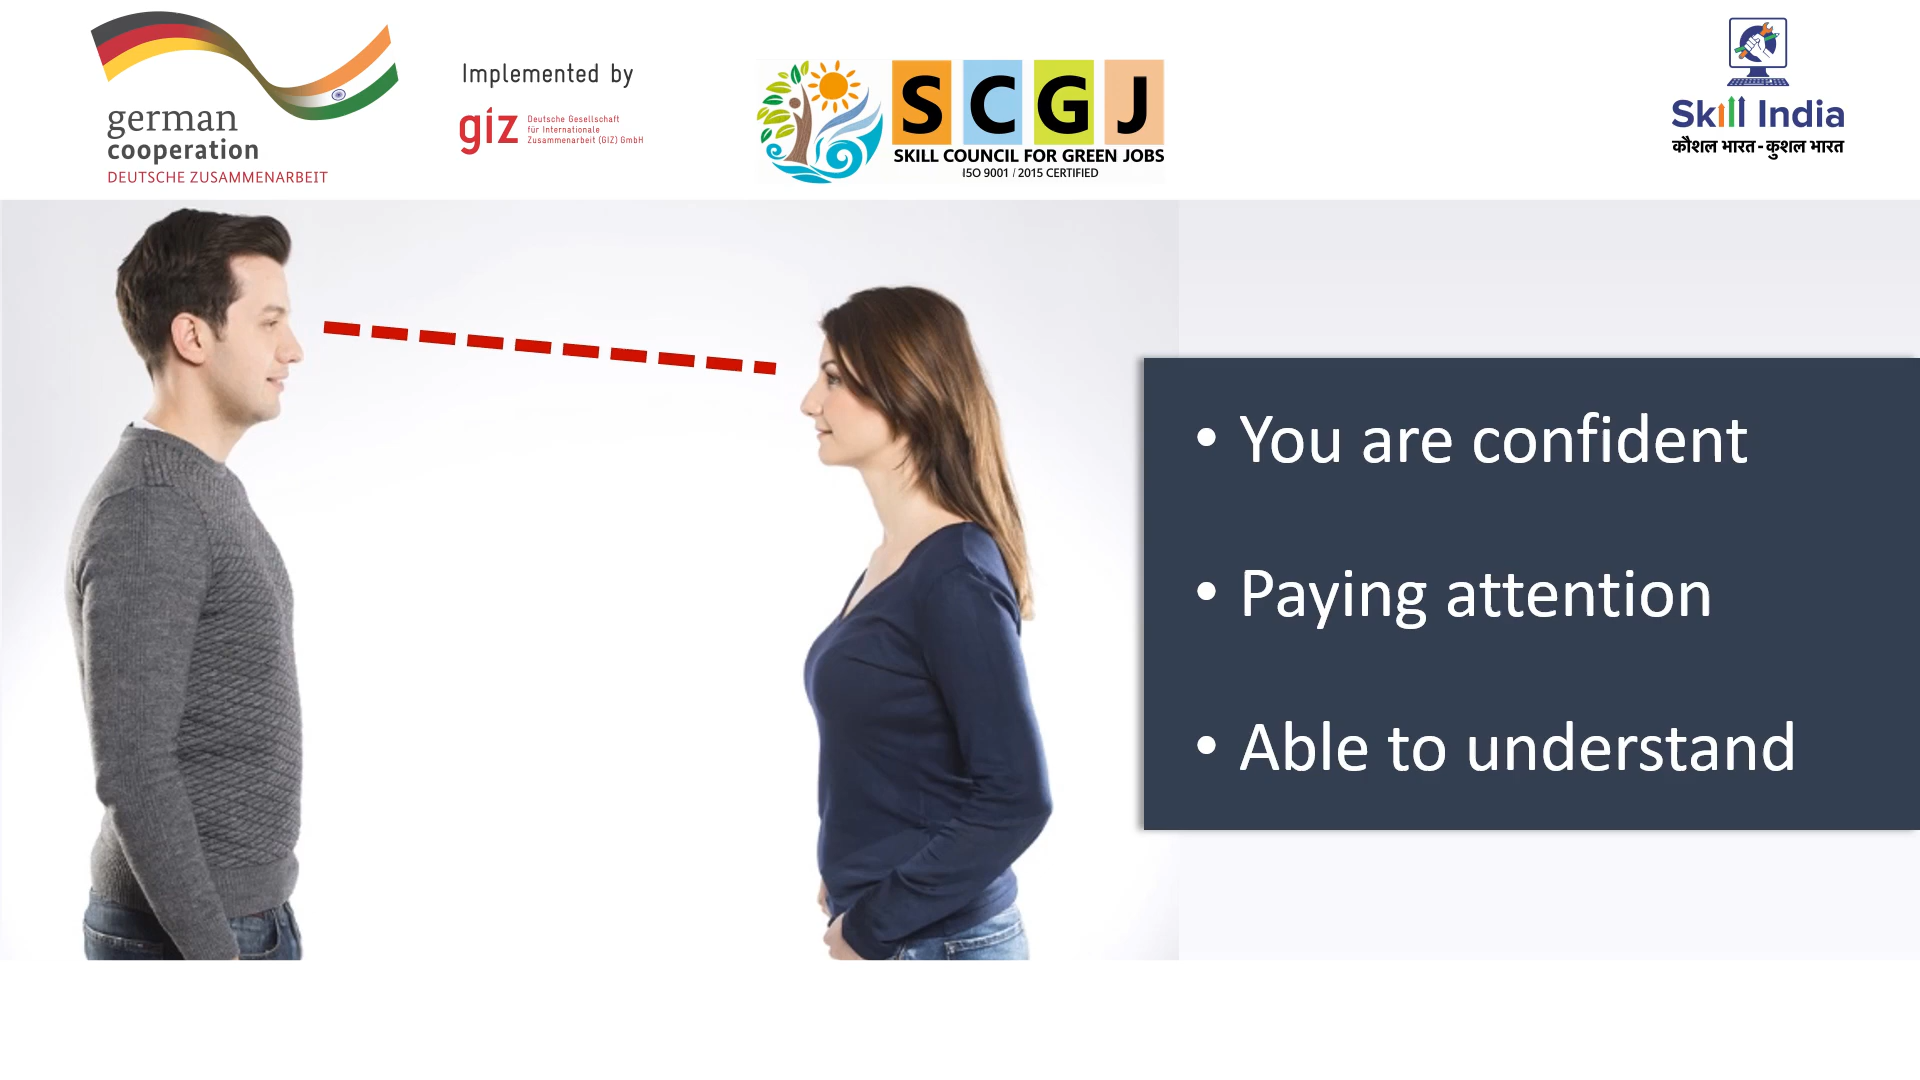 german
cooperation
DEUTSCHE ZUSAMMENARBEIT
Implemented by
giz
Deutsche Gesellschaft
für Internationale
Zusammenarbeit (GIZ) GmbH
S C G J
SKILL COUNCIL FOR GREEN JOBS
ISO 9001 / 2015 CERTIFIED
Skill India
कौशल भारत-कुशल भारत
• You are confident
• Paying attention
• Able to understand